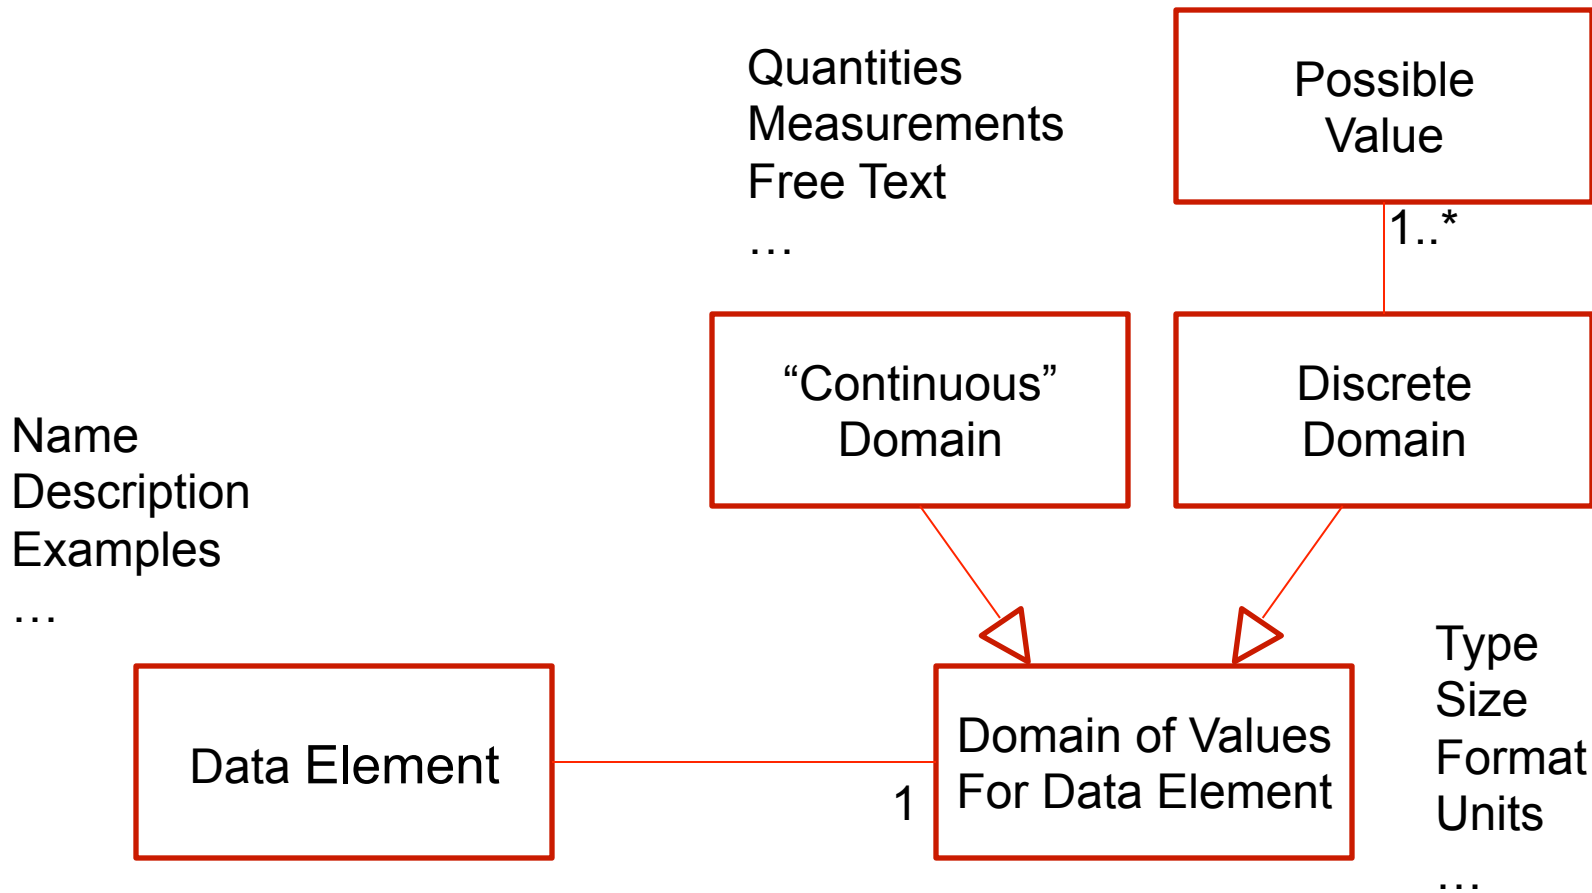 Quantities
Measurements
Free Text
…
Possible
Value
1..*
“Continuous”
Domain
Discrete
Domain
Name
Description
Examples
…
Data Element
1
Domain of Values
For Data Element
Type
Size
Format
Units
…